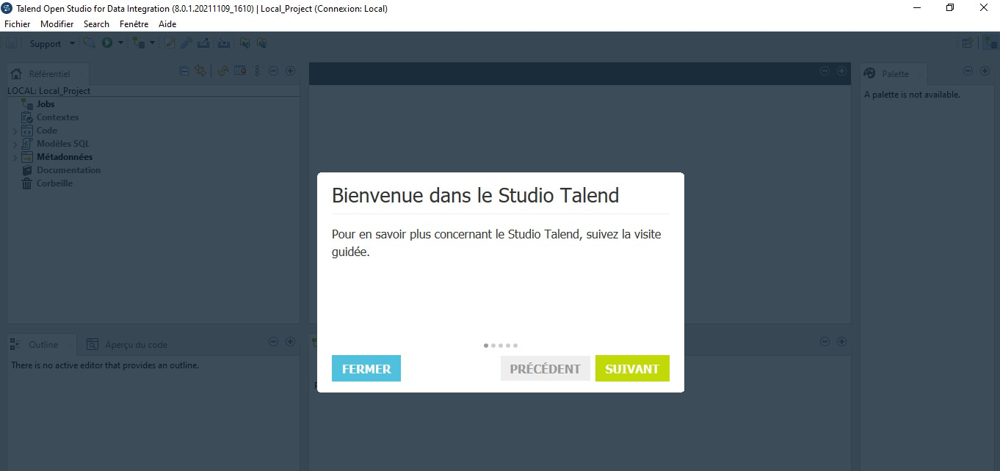 Talend Open Studio for Data Integration (8.0.1.20211109_1610) | Local_Project (Connexion: Local)
Fichier Modifier Search Fenêtre Aide
Support
Référentiel
LOCAL: Local_Project
Jobs
Contextes
Code
Modèles SQL
Métadonnées
Documentation
Corbeille
Palette
A palette is not available.
Bienvenue dans le Studio Talend
Pour en savoir plus concernant le Studio Talend, suivez la visite
guidée.
FERMER PRÉCÉDENT SUIVANT
Outline Aperçu du code
There is no active editor that provides an outline.